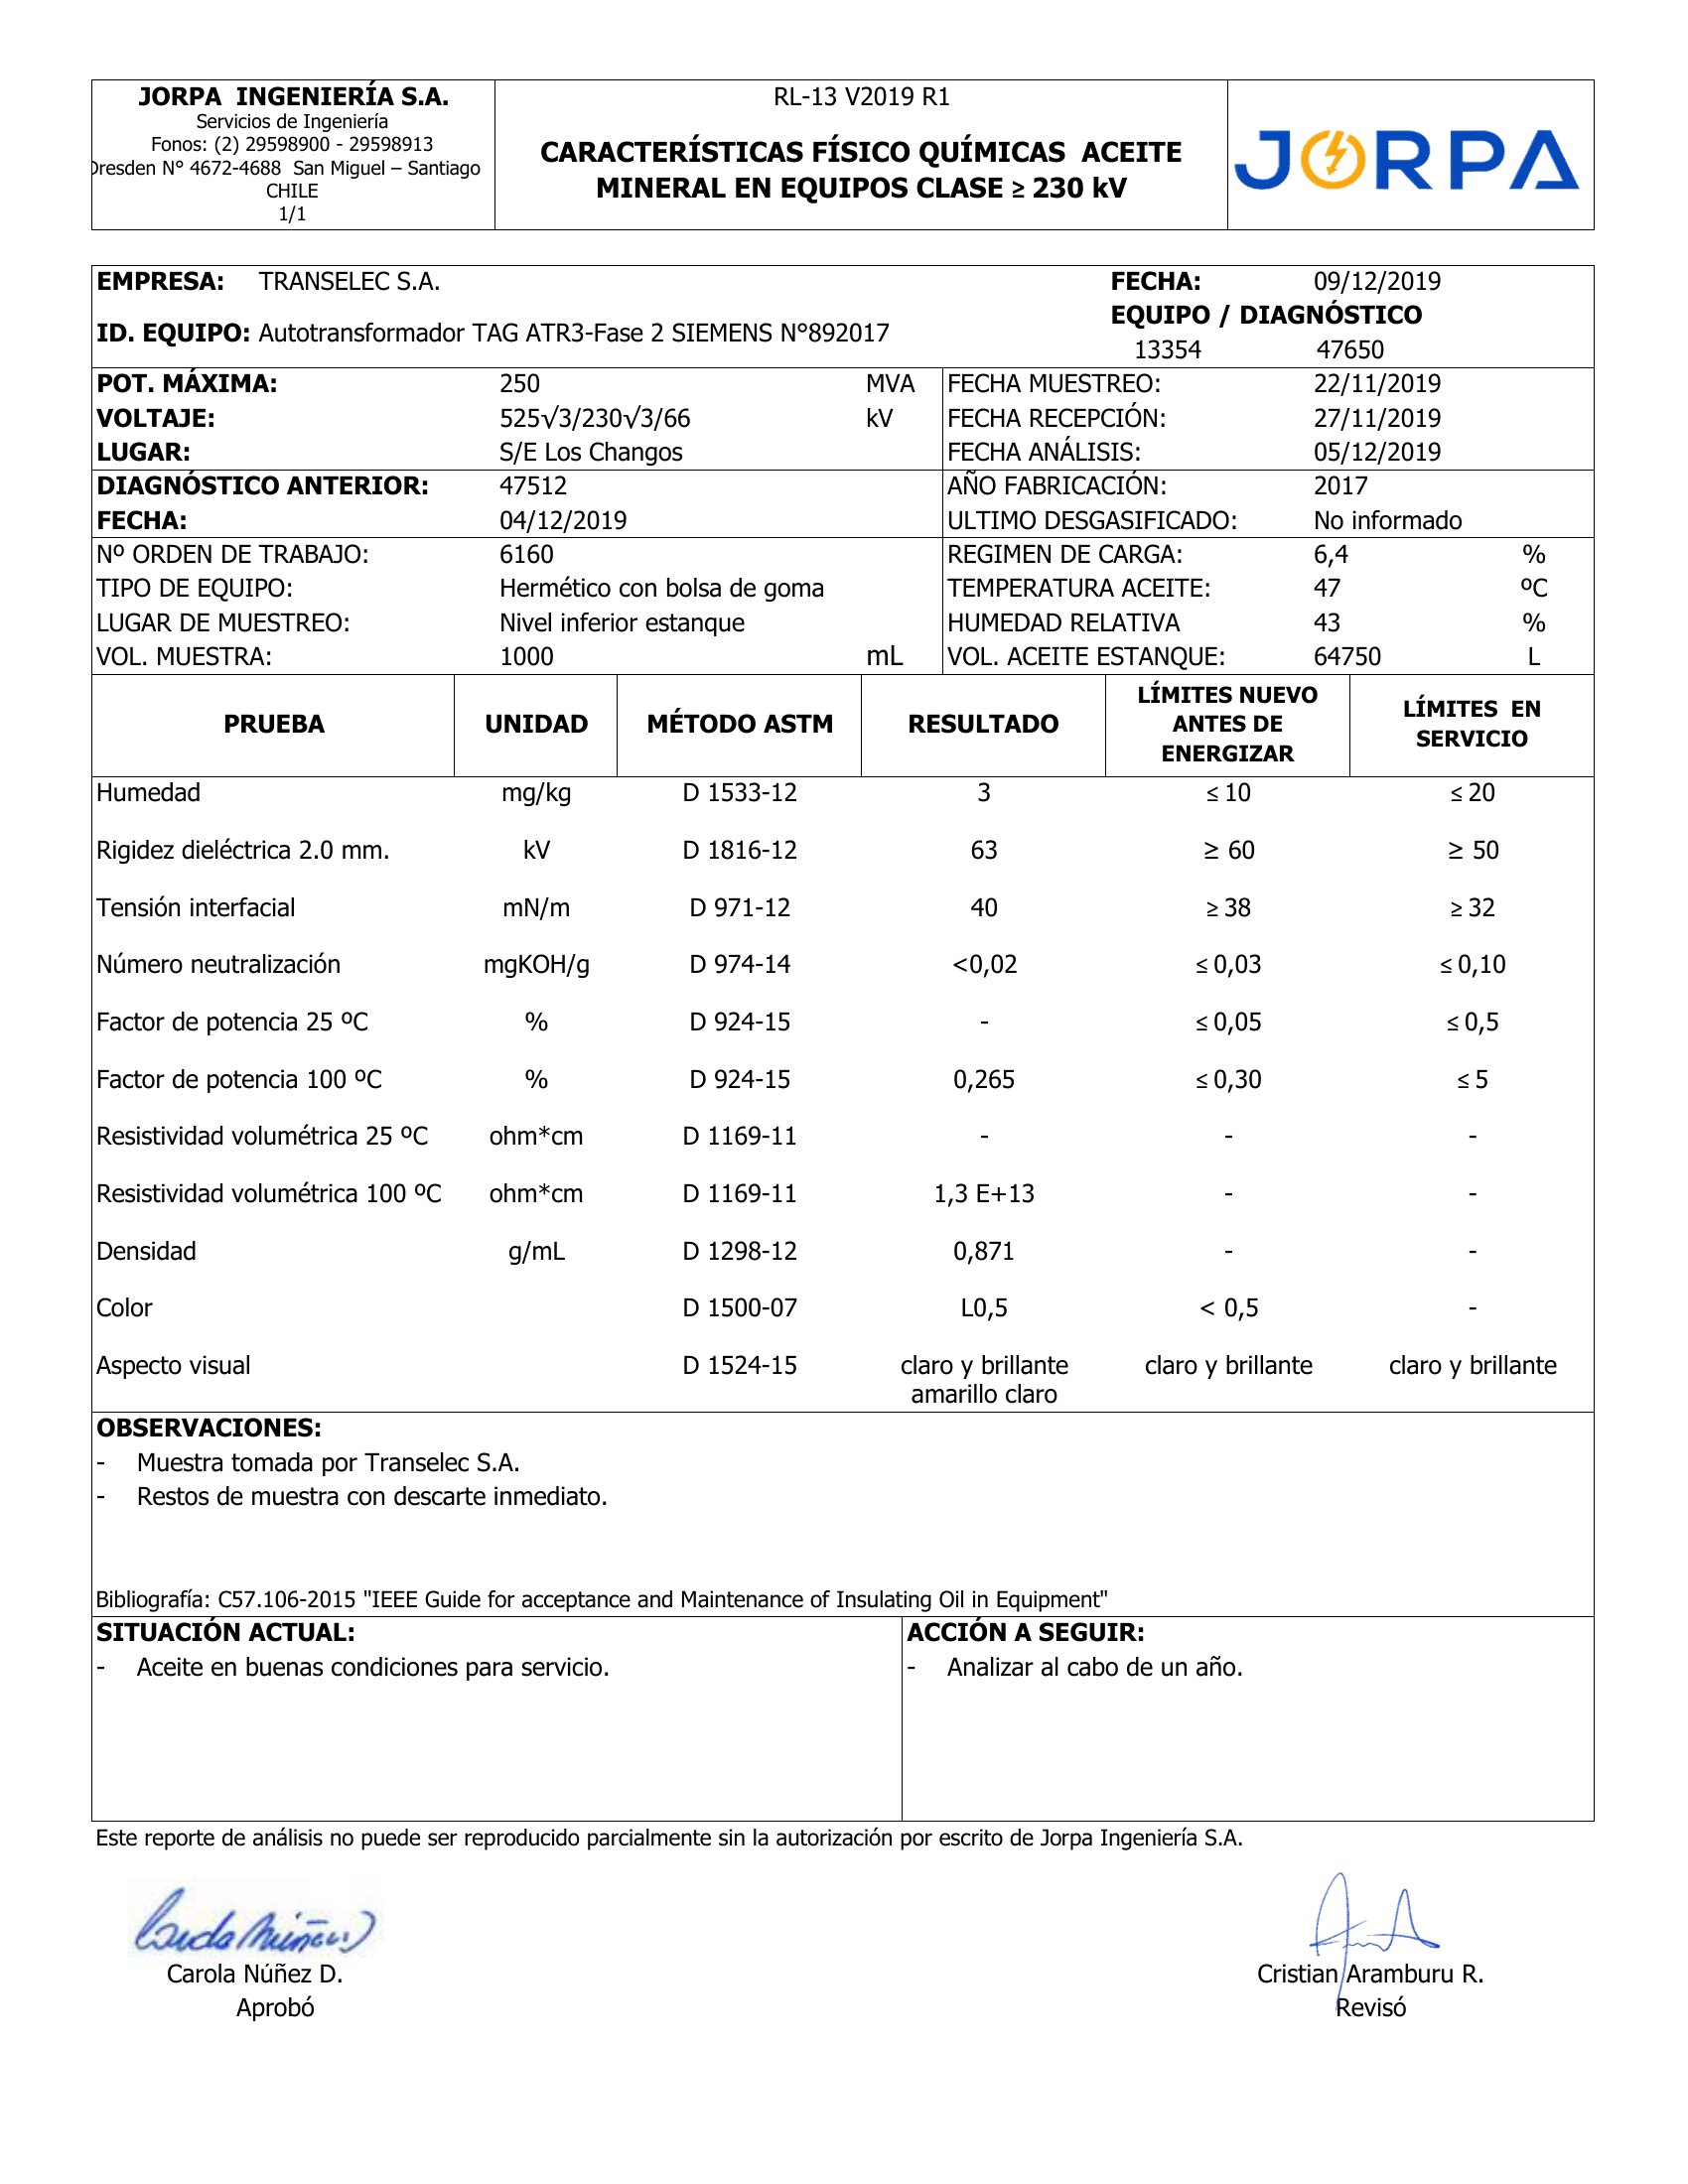 JORPA INGENIERÍA S.A.
Servicios de Ingeniería
Fonos: (2) 29598900 - 29598913
Dresden N° 4672-4688 San Miguel – Santiago
CHILE
1/1
RL-13 V2019 R1
CARACTERÍSTICAS FÍSICO QUÍMICAS ACEITE
MINERAL EN EQUIPOS CLASE ≥ 230 kV
JORPA
EMPRESA: TRANSELEC S.A. FECHA: 09/12/2019
EQUIPO / DIAGNÓSTICO
ID. EQUIPO: Autotransformador TAG ATR3-Fase 2 SIEMENS N°892017
13354 47650
POT. MÁXIMA: 250 MVA FECHA MUESTREO: 22/11/2019
VOLTAJE: 525√3/230√3/66 kV FECHA RECEPCIÓN: 27/11/2019
LUGAR: S/E Los Changos FECHA ANÁLISIS: 05/12/2019
DIAGNÓSTICO ANTERIOR: 47512 AÑO FABRICACIÓN: 2017
FECHA: 04/12/2019 ULTIMO DESGASIFICADO: No informado
Nº ORDEN DE TRABAJO: 6160 REGIMEN DE CARGA: 6,4 %
TIPO DE EQUIPO: Hermético con bolsa de goma TEMPERATURA ACEITE: 47 ºC
LUGAR DE MUESTREO: Nivel inferior estanque HUMEDAD RELATIVA 43 %
VOL. MUESTRA: 1000 mL VOL. ACEITE ESTANQUE: 64750 L
PRUEBA UNIDAD MÉTODO ASTM RESULTADO LÍMITES NUEVO ANTES DE ENERGIZAR LÍMITES EN SERVICIO
Humedad mg/kg D 1533-12 3 ≤ 10 ≤ 20
Rigidez dieléctrica 2.0 mm. kV D 1816-12 63 ≥ 60 ≥ 50
Tensión interfacial mN/m D 971-12 40 ≥ 38 ≥ 32
Número neutralización mgKOH/g D 974-14 <0,02 ≤ 0,03 ≤ 0,10
Factor de potencia 25 ºC % D 924-15 - ≤ 0,05 ≤ 0,5
Factor de potencia 100 ºC % D 924-15 0,265 ≤ 0,30 ≤ 5
Resistividad volumétrica 25 ºC ohm*cm D 1169-11 - - -
Resistividad volumétrica 100 ºC ohm*cm D 1169-11 1,3 E+13 - -
Densidad g/mL D 1298-12 0,871 - -
Color D 1500-07 L0,5 < 0,5 -
Aspecto visual D 1524-15 claro y brillante claro y brillante claro y brillante
amarillo claro
OBSERVACIONES:
- Muestra tomada por Transelec S.A.
- Restos de muestra con descarte inmediato.
Bibliografía: C57.106-2015 "IEEE Guide for acceptance and Maintenance of Insulating Oil in Equipment"
SITUACIÓN ACTUAL: ACCIÓN A SEGUIR:
- Aceite en buenas condiciones para servicio. - Analizar al cabo de un año.
Este reporte de análisis no puede ser reproducido parcialmente sin la autorización por escrito de Jorpa Ingeniería S.A.
Carola Núñez D. Cristian Aramburu R.
Aprobó Revisó